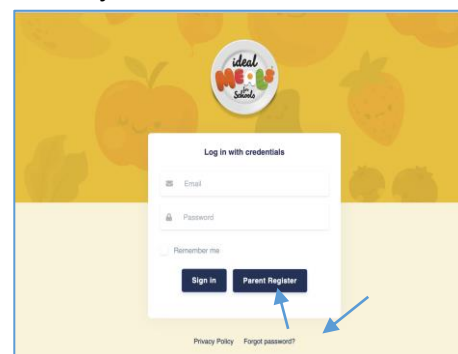 ideal
MEALS
for
Schools
Log in with credentials
Email
Password
Remember me
Sign in
Parent Register
Privacy Policy
Forgot password?